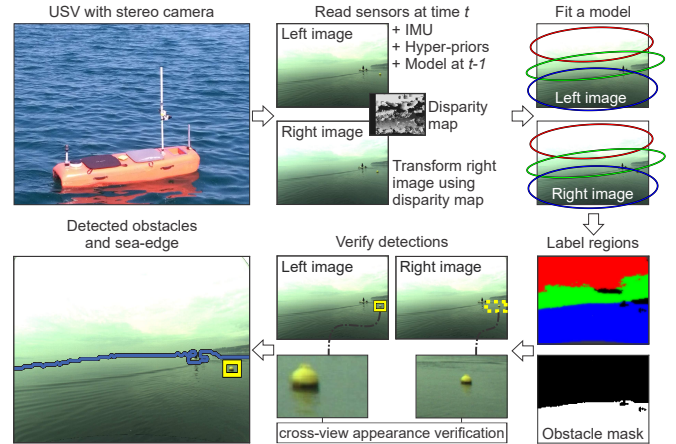 USV with stereo camera
Read sensors at time t
Left image
+ IMU
+ Hyper-priors
+ Model at t-1
Disparity
map
Right image
Transform right
image using
disparity map
Fit a model
Left image
Right image
Label regions
Obstacle mask
Verify detections
Left image
Right image
cross-view appearance verification
Detected obstacles
and sea-edge